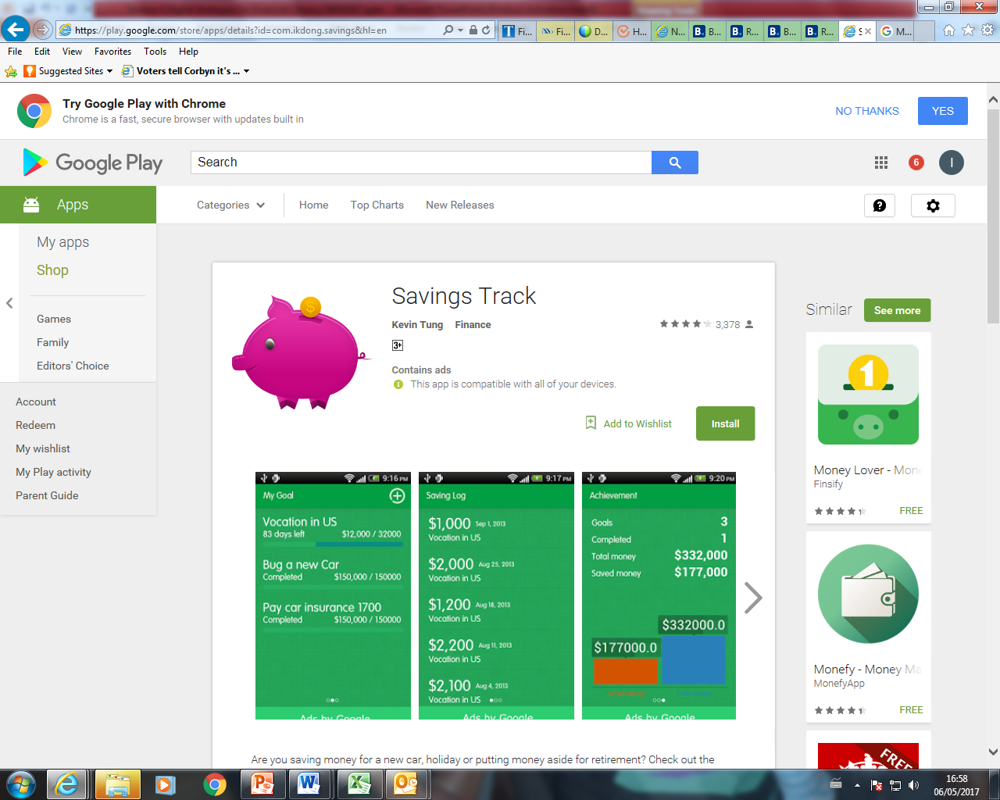 https://play.google.com/store/apps/details?id=com.ikdong.savings&hl=en
Fi...
Fi...
D...
H...
N...
B...
R...
B...
R...
S
M...
File Edit View Favorites Tools Help
Suggested Sites
Voters tell Corbyn it's ...
Try Google Play with Chrome
Chrome is a fast, secure browser with updates built in
NO THANKS
YES
Google Play
Search
6
I
Apps
Categories
Home
Top Charts
New Releases
My apps
Shop
Games
Family
Editors' Choice
Account
Redeem
My wishlist
My Play activity
Parent Guide
$
Savings Track
Kevin Tung Finance
3,378
3+
Contains ads
This app is compatible with all of your devices.
Add to Wishlist
Install
9:16 PM
My Goal
Vocation in US
83 days left $12,000 / 32000
Bug a new Car
Completed $150,000 / 150000
Pay car insurance 1700
Completed $150,000 / 150000
Ads by Google
9:17 PM
Saving Log
$1,000 Sep 1, 2013
Vocation in US
$2,000 Aug 25, 2013
Vocation in US
$1,200 Aug 18, 2013
Vocation in US
$2,200 Aug 11, 2013
Vocation in US
$2,100 Aug 4, 2013
Vocation in US
Ads by Google
9:20 PM
Achievement
Goals 3
Completed 1
Total money $332,000
Saved money $177,000
$332000.0
$177000.0
Ads by Google
Are you saving money for a new car, holiday or putting money aside for retirement? Check out the
Similar
See more
1
Money Lover - Mone
Finsify
FREE
Monefy - Money Ma
MonefyApp
FREE
FREE
16:58
06/05/2017